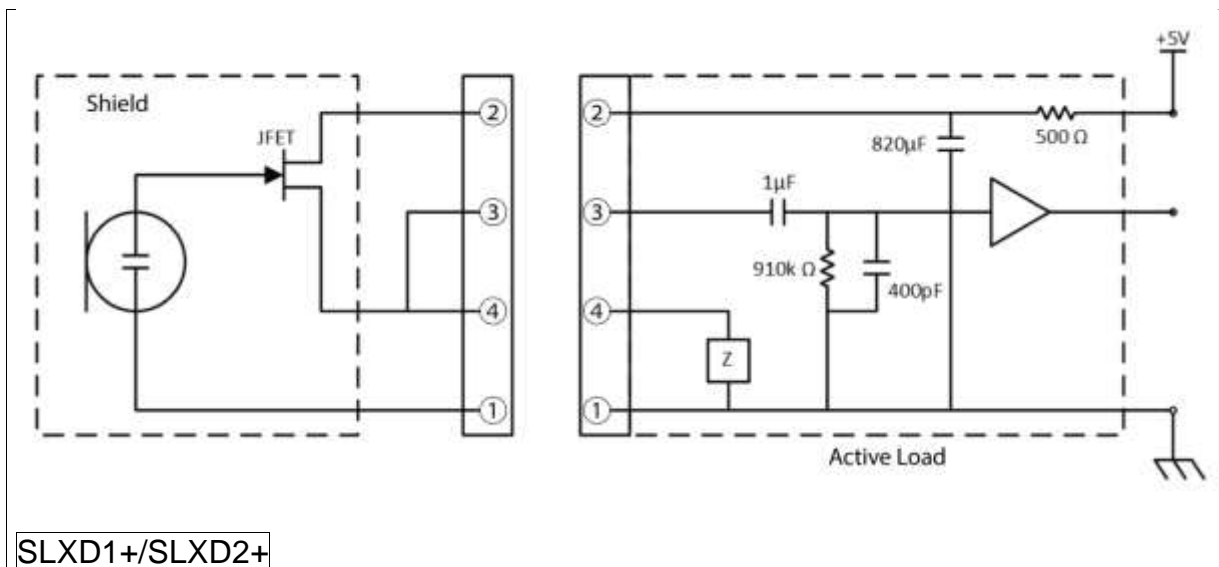 +5V
Shield
JFET
② ② 500 Ω
820µF
1µF
③ ③
910k Ω
400pF
④ ④
Z
① ①
Active Load
SLXD1+/SLXD2+